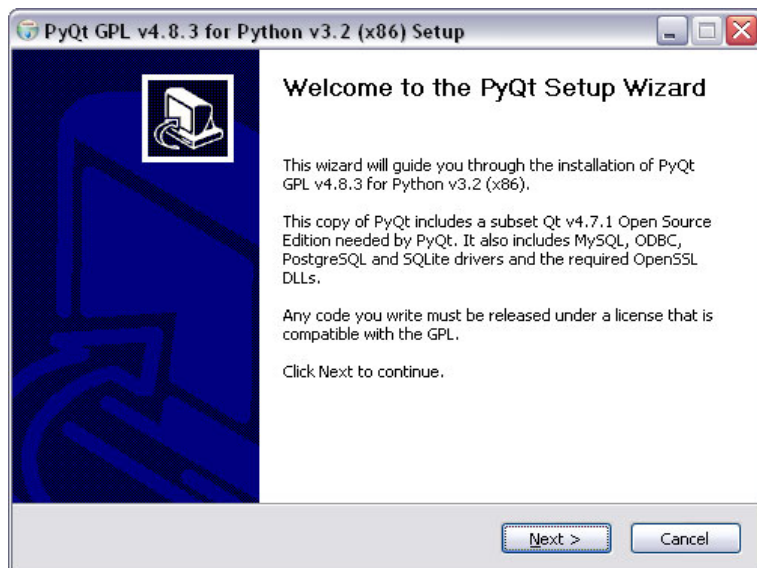 PyQt GPL v4.8.3 for Python v3.2 (x86) Setup
Welcome to the PyQt Setup Wizard
This wizard will guide you through the installation of PyQt
GPL v4.8.3 for Python v3.2 (x86).
This copy of PyQt includes a subset Qt v4.7.1 Open Source
Edition needed by PyQt. It also includes MySQL, ODBC,
PostgreSQL and SQLite drivers and the required OpenSSL
DLLs.
Any code you write must be released under a license that is
compatible with the GPL.
Click Next to continue.
Next >
Cancel